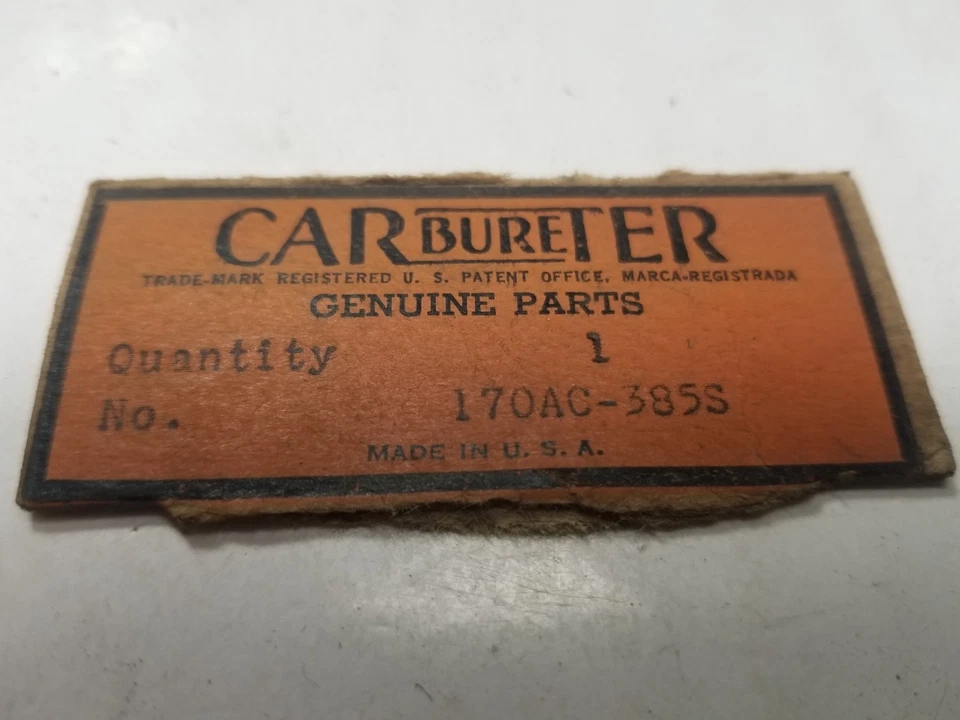 CARBURETER
TRADE-MARK REGISTERED U. S. PATENT OFFICE, MARCA-REGISTRADA
GENUINE PARTS
Quantity 1
No. 170AC-385S
MADE IN U. S. A.